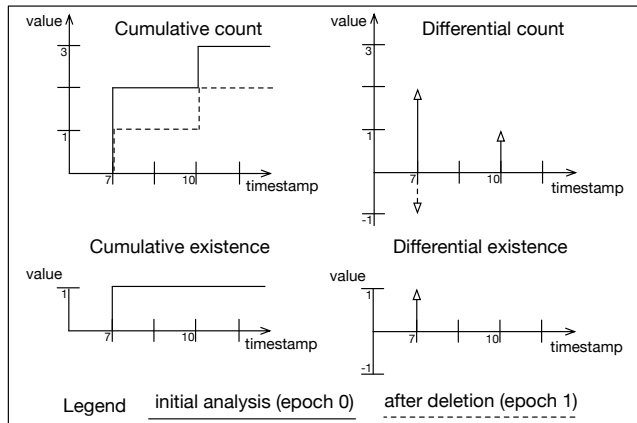 Cumulative count
value
3
1
7
10
timestamp
Differential count
value
3
1
7
10
-1
timestamp
Cumulative existence
value
1
7
10
timestamp
Differential existence
value
1
7
10
-1
timestamp
Legend initial analysis (epoch 0) after deletion (epoch 1)